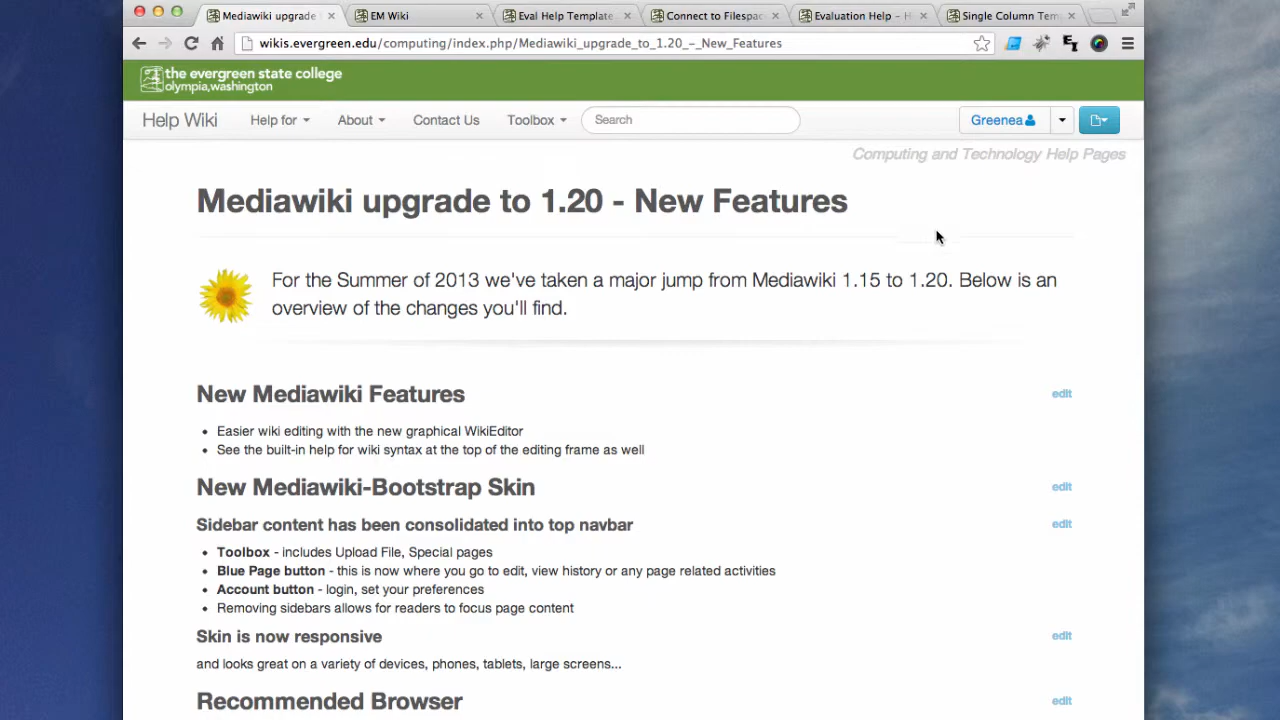 Mediawiki upgrade
EM Wiki
Eval Help Template
Connect to Filespac
Evaluation Help - H
Single Column Tem
wikis.evergreen.edu/computing/index.php/Mediawiki_upgrade_to_1.20_-_New_Features
the evergreen state college
olympia,washington
Help Wiki
Help for
About
Contact Us
Toolbox
Search
Greenea
Computing and Technology Help Pages
Mediawiki upgrade to 1.20 - New Features
For the Summer of 2013 we've taken a major jump from Mediawiki 1.15 to 1.20. Below is an
overview of the changes you'll find.
New Mediawiki Features
edit
Easier wiki editing with the new graphical WikiEditor
See the built-in help for wiki syntax at the top of the editing frame as well
New Mediawiki-Bootstrap Skin
edit
Sidebar content has been consolidated into top navbar
edit
Toolbox - includes Upload File, Special pages
Blue Page button - this is now where you go to edit, view history or any page related activities
Account button - login, set your preferences
Removing sidebars allows for readers to focus page content
Skin is now responsive
edit
and looks great on a variety of devices, phones, tablets, large screens...
Recommended Browser
edit